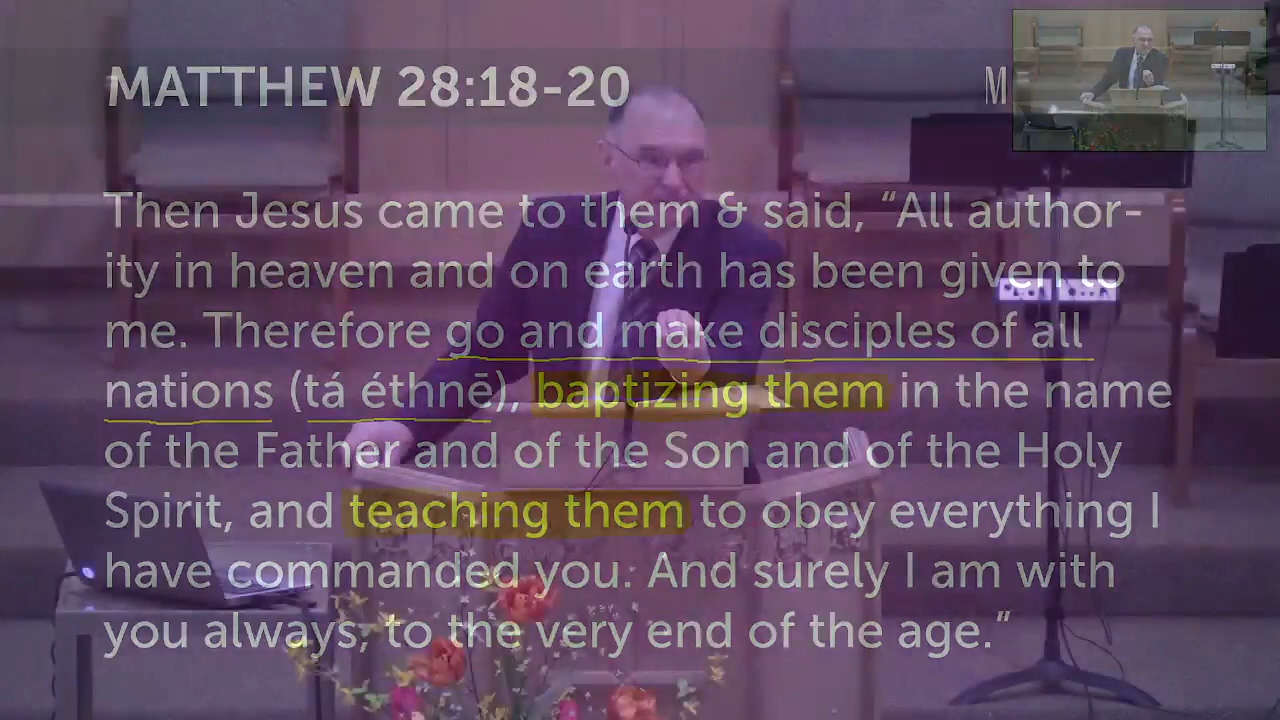 MATTHEW 28:18-20
M
Then Jesus came to them & said, “All author-
ity in heaven and on earth has been given to
me. Therefore go and make disciples of all
nations (tá éthnē), baptizing them in the name
of the Father and of the Son and of the Holy
Spirit, and teaching them to obey everything I
have commanded you. And surely I am with
you always, to the very end of the age.”